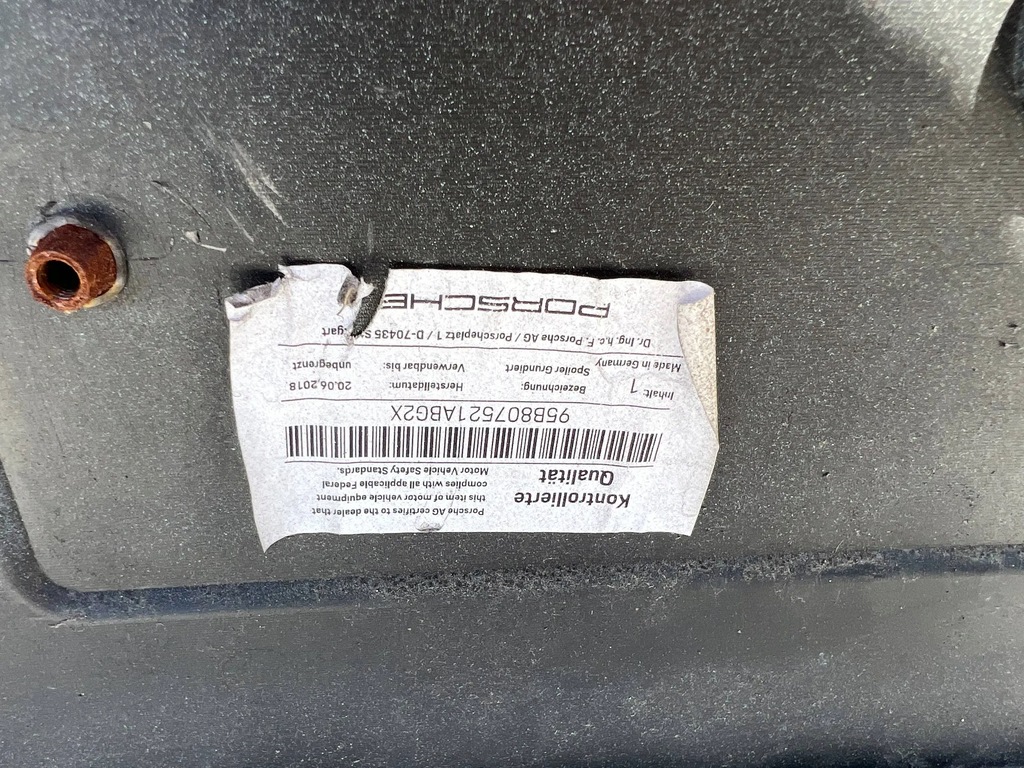 Kontrollierte
Qualität
Porsche AG certifies to the dealer that
this item of motor vehicle equipment
complies with all applicable Federal
Motor Vehicle Safety Standards.
95B807521ABG2X
Inhalt: 1
Bezeichnung:
Herstelldatum:
20.06.2018
Made in Germany
Spoiler Grundiert
Verwendbar bis:
unbegrenzt
Dr. Ing. h.c. F. Porsche AG / Porscheplatz 1 / D-70435
PORSCHE